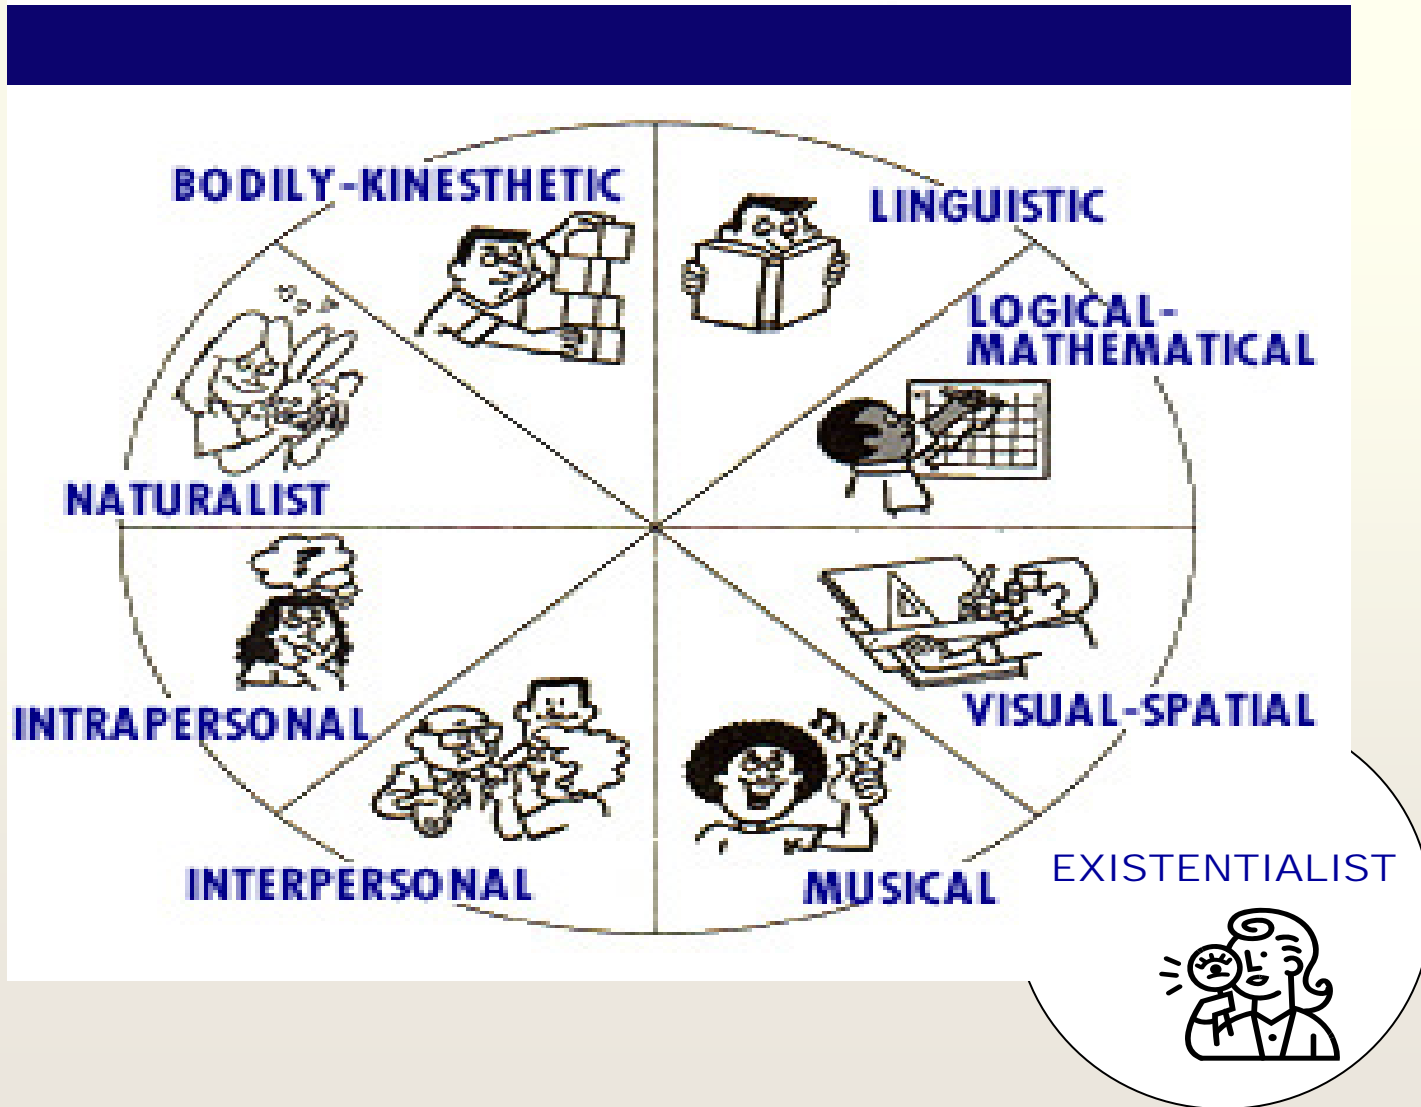 BODILY-KINESTHETIC
LINGUISTIC
LOGICAL-
MATHEMATICAL
NATURALIST
INTRAPERSONAL
VISUAL-SPATIAL
INTERPERSONAL
MUSICAL
EXISTENTIALIST